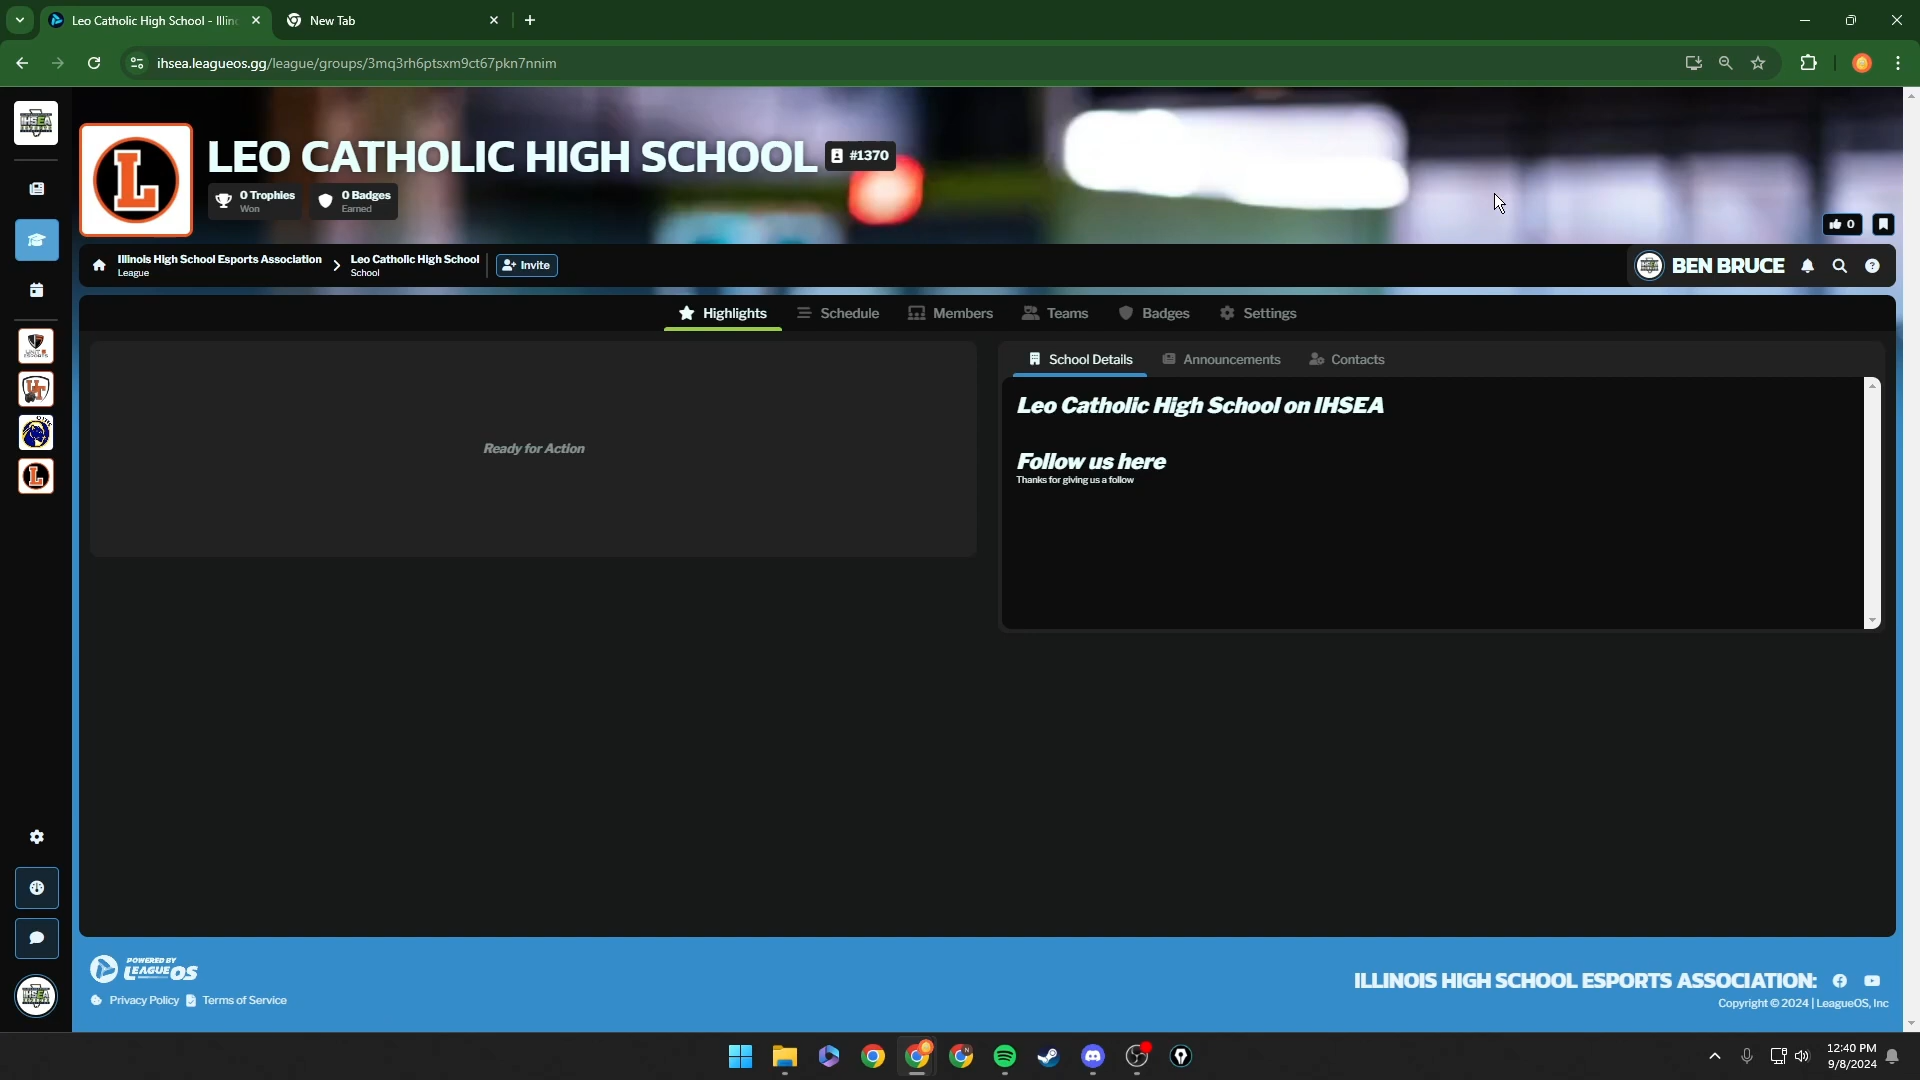 Leo Catholic High School - Illin
New Tab
ihsea.leagueos.gg/league/groups/3mq3rh6ptsxm9ct67pkn7nnim
IHSEA
LEO CATHOLIC HIGH SCHOOL
#1370
L
0 Trophies
Won
0 Badges
Earned
0
Illinois High School Esports Association
League
Leo Catholic High School
School
Invite
BEN BRUCE
Highlights
Schedule
Members
Teams
Badges
Settings
Ready for Action
School Details
Announcements
Contacts
Leo Catholic High School on IHSEA
Follow us here
Thanks for giving us a follow
L
POWERED BY
LEAGUEOS
Privacy Policy
Terms of Service
ILLINOIS HIGH SCHOOL ESPORTS ASSOCIATION:
Copyright © 2024 | LeagueOS, Inc
IHSEA
12:40 PM
9/8/2024